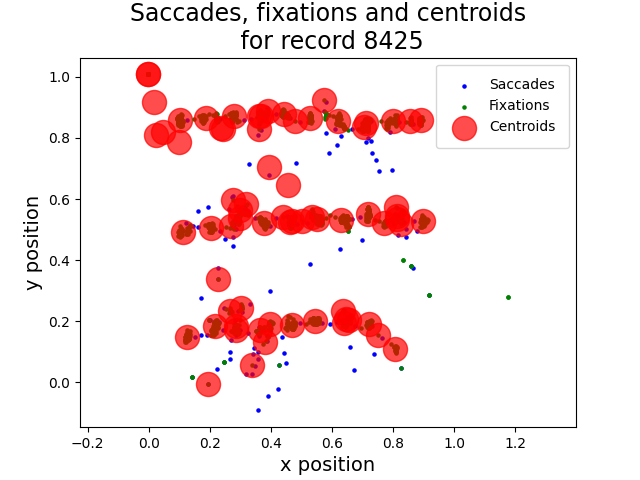 Saccades, fixations and centroids
for record 8425
Saccades
Fixations
Centroids
1.0
0.8
0.6
0.4
0.2
0.0
y position
−0.2 0.0 0.2 0.4 0.6 0.8 1.0 1.2
x position